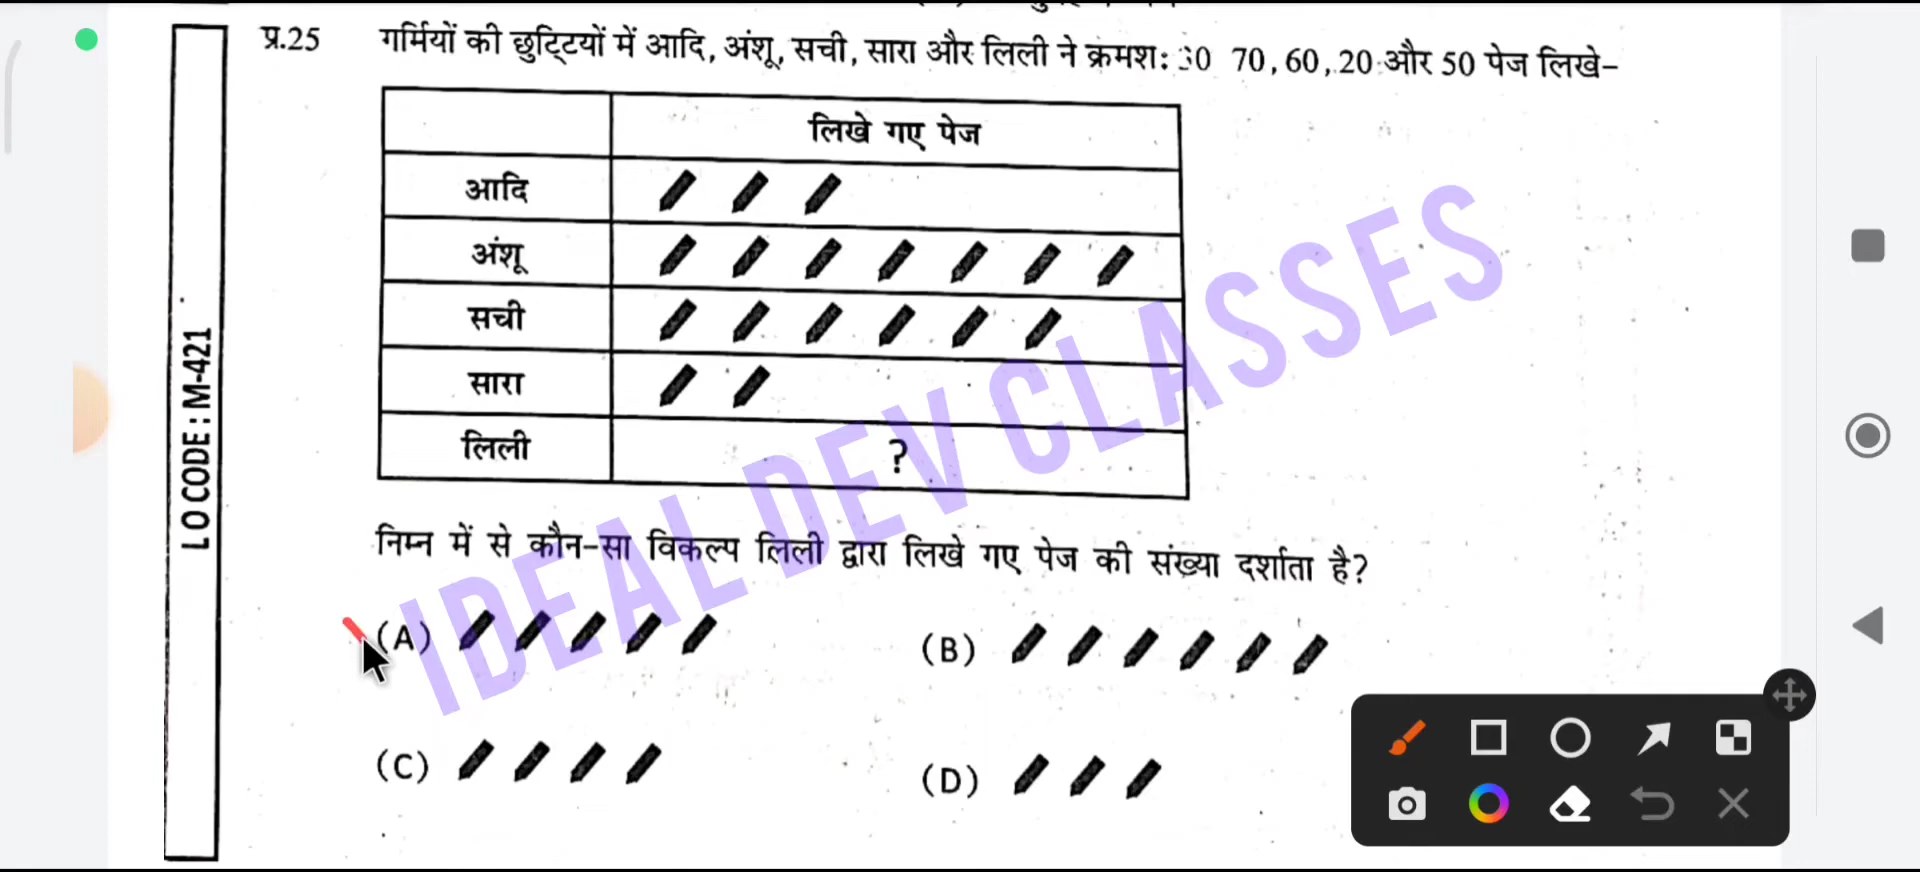 प्र.25 गर्मियों की छुट्टियों में आदि, अंशू, सची, सारा और लिली ने क्रमशः 30 70, 60, 20 और 50 पेज लिखे–
लिखे गए पेज
आदि
अंशू
सची
सारा
लिली ?
निम्न में से कौन-सा विकल्प लिली द्वारा लिखे गए पेज की संख्या दर्शाता है?
(A)
(B)
(C)
(D)
L O CODE : M-421
IDEAL DEV CLASSES